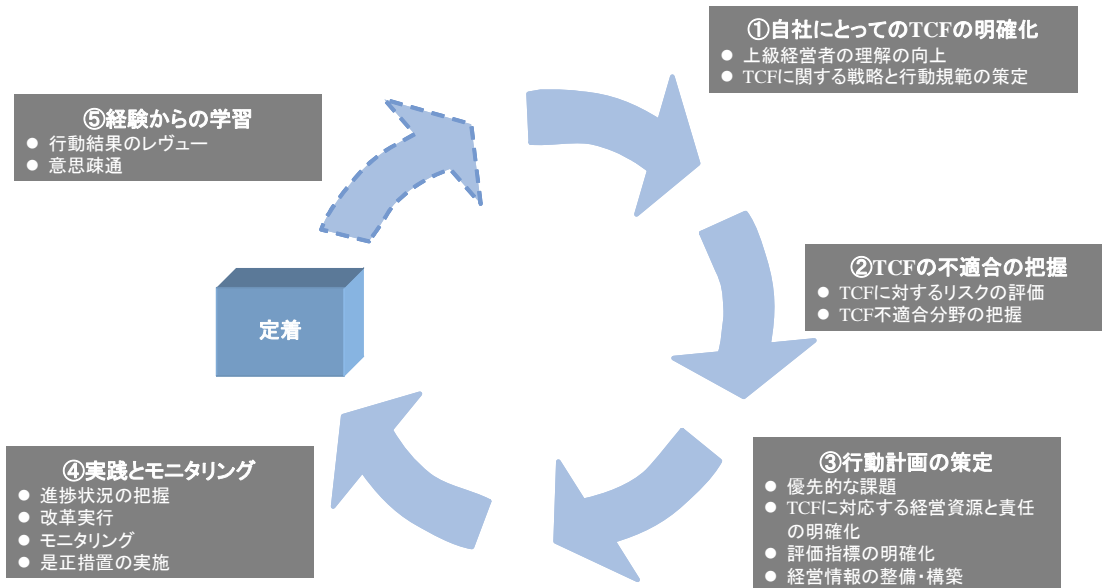 ①自社にとってのTCFの明確化
● 上級経営者の理解の向上
● TCFに関する戦略と行動規範の策定
②TCFの不適合の把握
● TCFに対するリスクの評価
● TCF不適合分野の把握
③行動計画の策定
● 優先的な課題
● TCFに対応する経営資源と責任
の明確化
● 評価指標の明確化
● 経営情報の整備・構築
④実践とモニタリング
● 進捗状況の把握
● 改革実行
● モニタリング
● 是正措置の実施
定着
⑤経験からの学習
● 行動結果のレヴュー
● 意思疎通